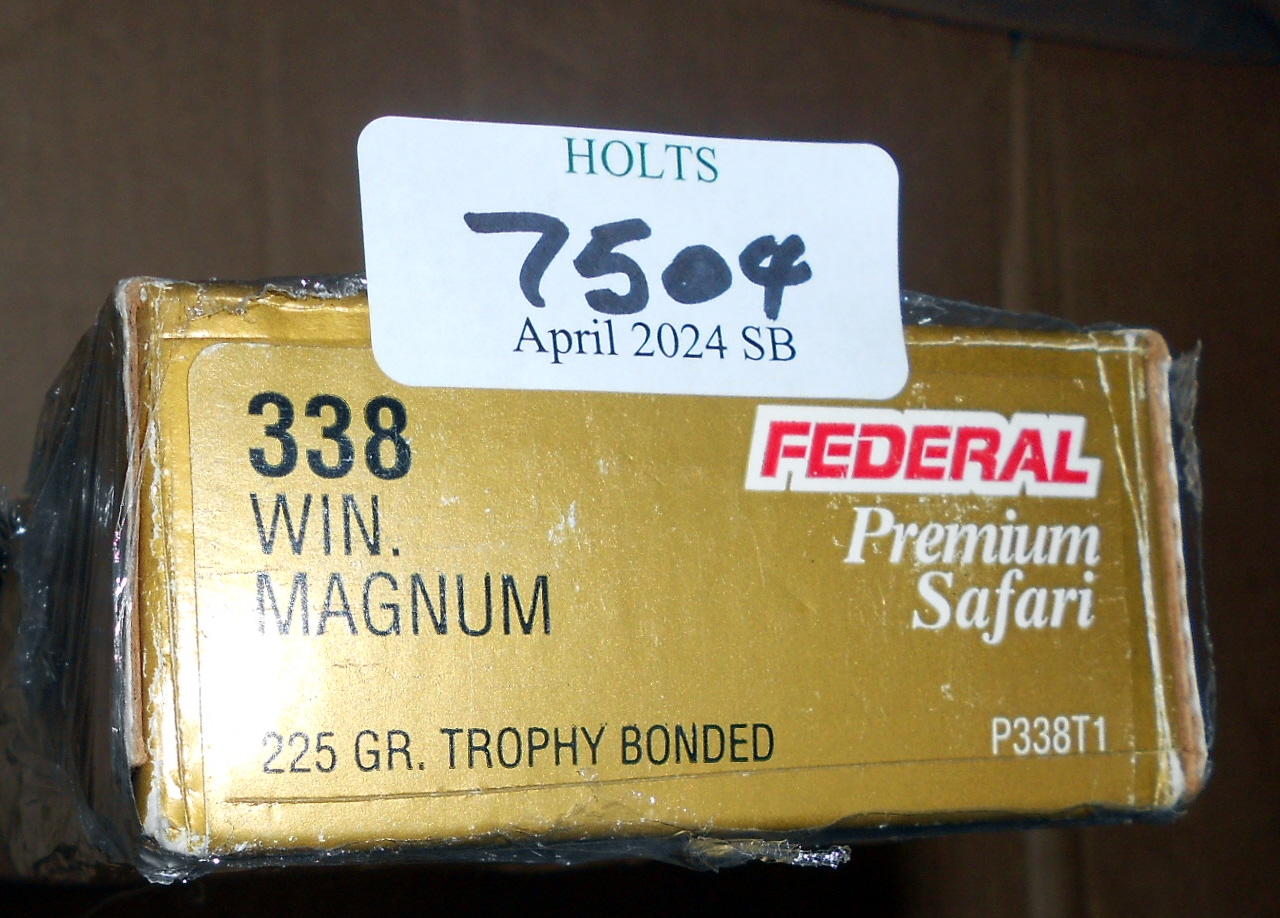 HOLTS
7504
April 2024 SB
338
WIN.
MAGNUM
FEDERAL
Premium
Safari
225 GR. TROPHY BONDED
P338T1